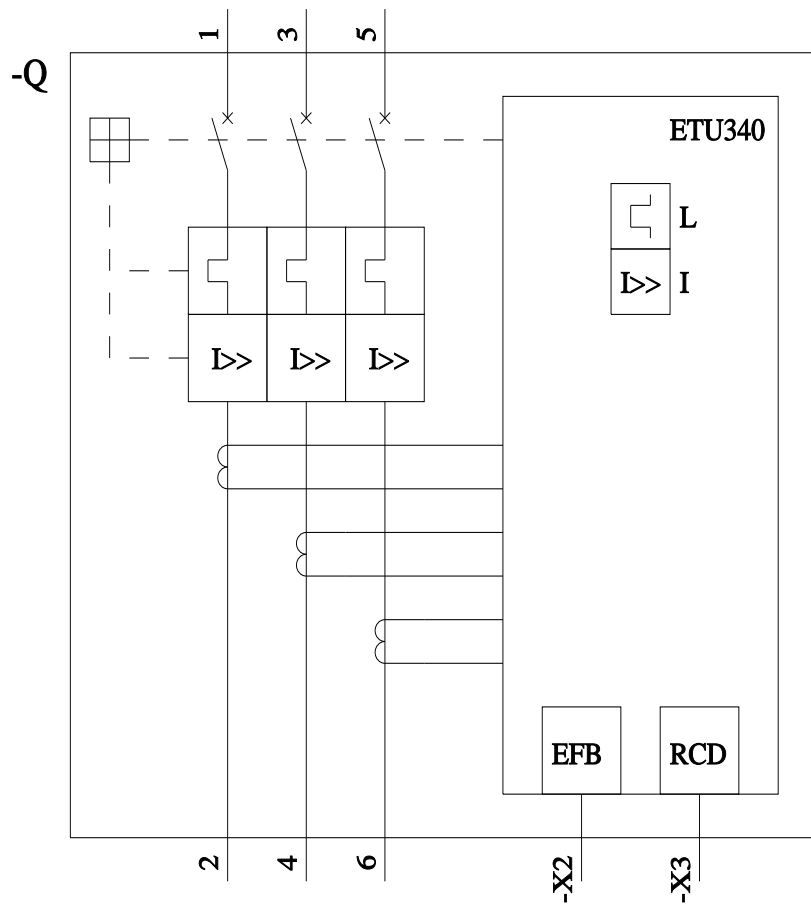 1 3 5
-Q
ETU340
L
I>> I
I>> I>> I>>
EFB RCD
2 4 6 -X2 -X3